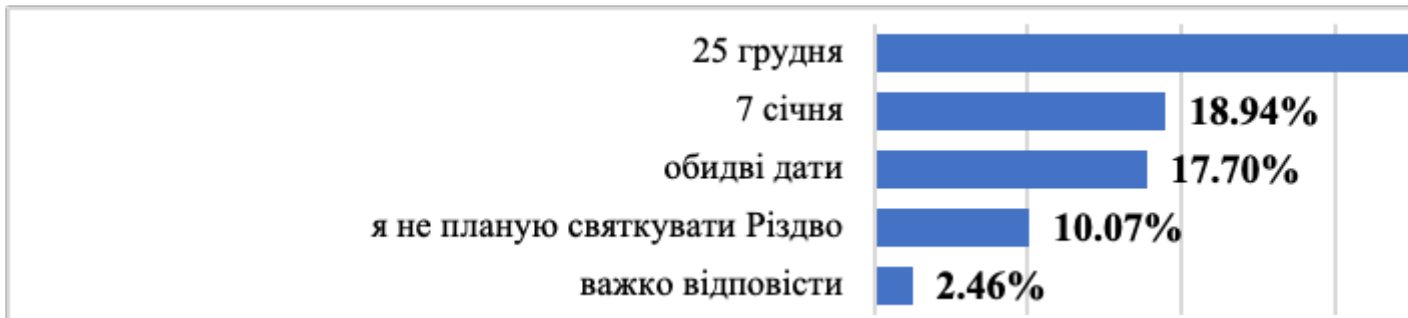 25 грудня
7 січня 18.94%
обидві дати 17.70%
я не планую святкувати Різдво 10.07%
важко відповісти 2.46%